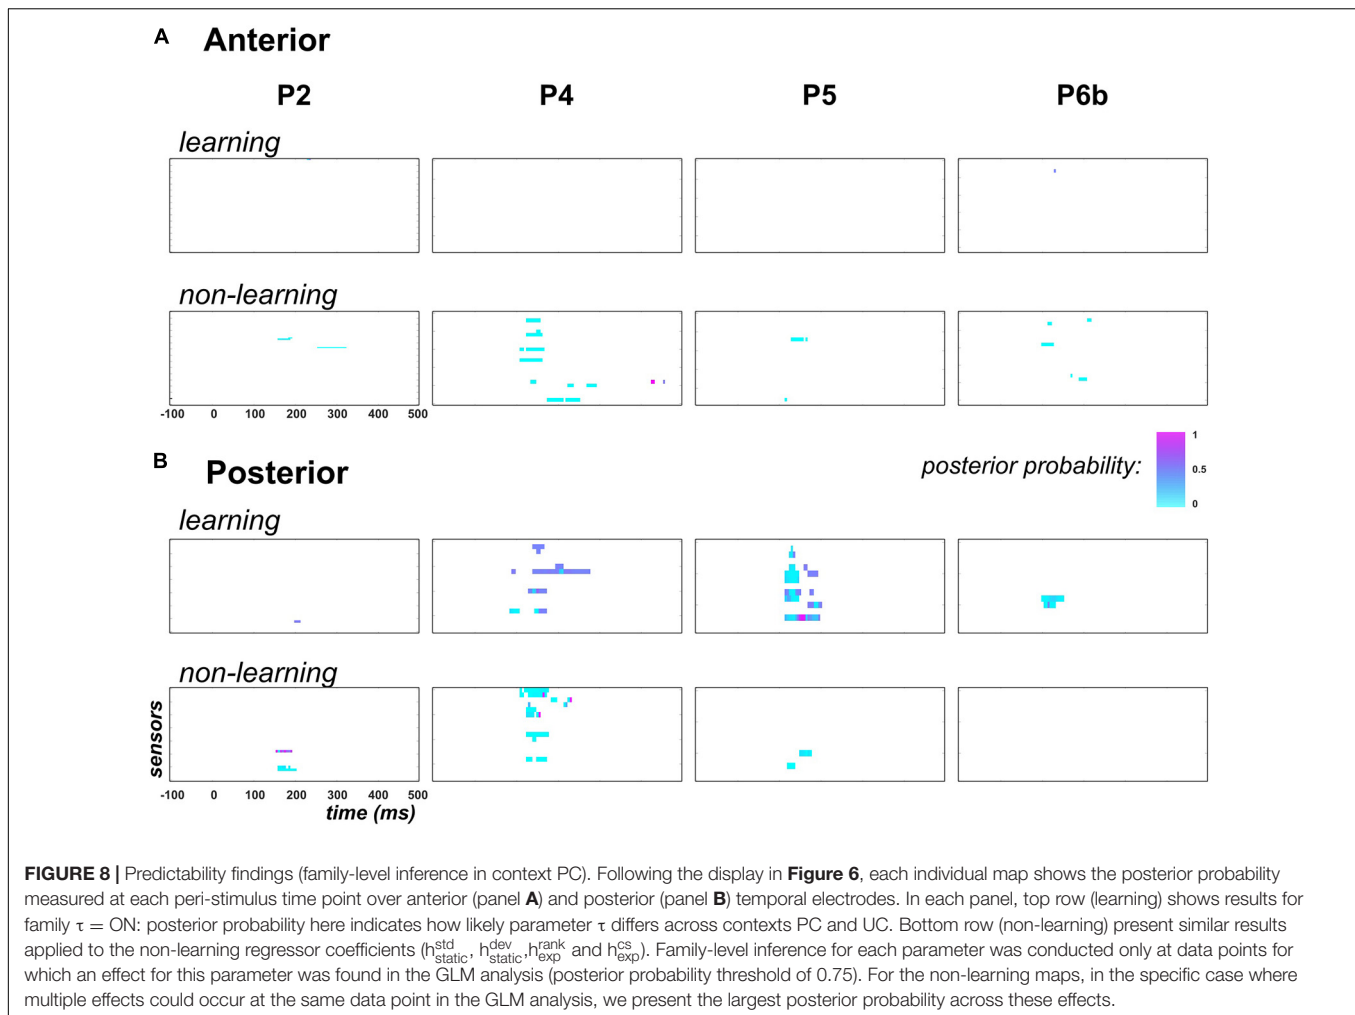 A Anterior
P2 P4 P5 P6b
learning
non-learning
-100 0 100 200 300 400 500
B Posterior
posterior probability:
1
0.5
0
learning
non-learning
sensors
-100 0 100 200 300 400 500
time (ms)
FIGURE 8 | Predictability findings (family-level inference in context PC). Following the display in Figure 6, each individual map shows the posterior probability
measured at each peri-stimulus time point over anterior (panel A) and posterior (panel B) temporal electrodes. In each panel, top row (learning) shows results for
family τ = ON: posterior probability here indicates how likely parameter τ differs across contexts PC and UC. Bottom row (non-learning) present similar results
applied to the non-learning regressor coefficients (h^std_static, h^dev_static,h^rank_exp and h^cs_exp). Family-level inference for each parameter was conducted only at data points for
which an effect for this parameter was found in the GLM analysis (posterior probability threshold of 0.75). For the non-learning maps, in the specific case where
multiple effects could occur at the same data point in the GLM analysis, we present the largest posterior probability across these effects.